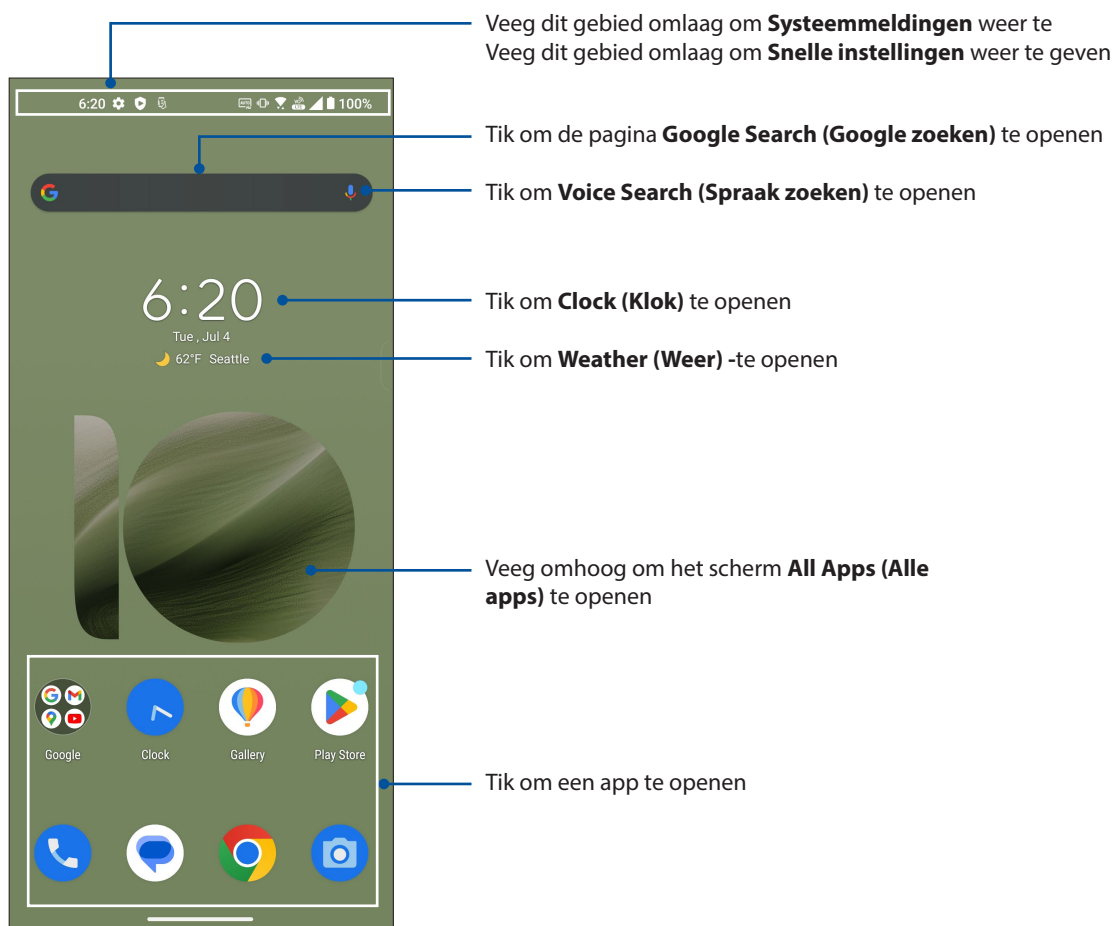 Veeg dit gebied omlaag om Systeemmeldingen weer te
Veeg dit gebied omlaag om Snelle instellingen weer te geven
6:20 100%
Tik om de pagina Google Search (Google zoeken) te openen
Tik om Voice Search (Spraak zoeken) te openen
6:20
Tik om Clock (Klok) te openen
Tue , Jul 4
62°F Seattle
Tik om Weather (Weer) -te openen
Veeg omhoog om het scherm All Apps (Alle
apps) te openen
Google Clock Gallery Play Store
Tik om een app te openen